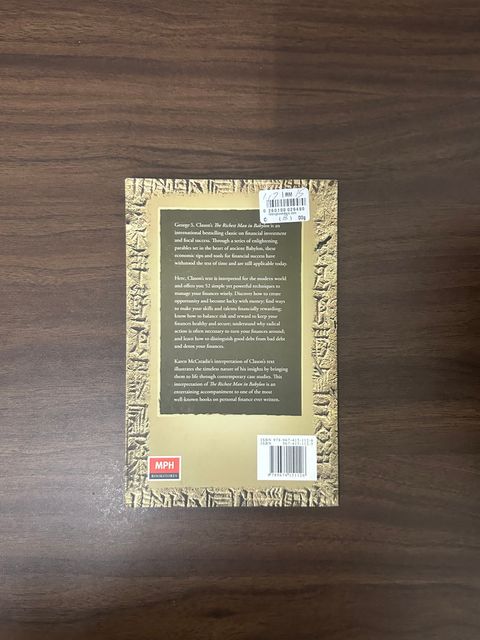 George S. Clason's The Richest Man in Babylon is an
international bestselling classic on financial investment
and fiscal success. Through a series of enlightening
parables set in the heart of ancient Babylon, these
economic tips and tools for financial success have
withstood the test of time and are still applicable today.
Here, Clason's text is interpreted for the modern world
and offers you 52 simple yet powerful techniques to
manage your finances wisely. Discover how to create
opportunity and become lucky with money; find ways
to make your skills and talents financially rewarding;
know how to balance risk and reward to keep your
finances healthy and secure; understand why radical
action is often necessary to turn your finances around;
and learn how to distinguish good debts from bad debt
and detox your finances.
Karen McCreadie's interpretation of Clason's text
illustrates the timeless nature of his insights by bringing
them to life through contemporary case studies. This
interpretation of The Richest Man in Babylon is an
entertaining accompaniment to one of the most
well-known books on personal finance ever written.
MPH
BOOKSTORES